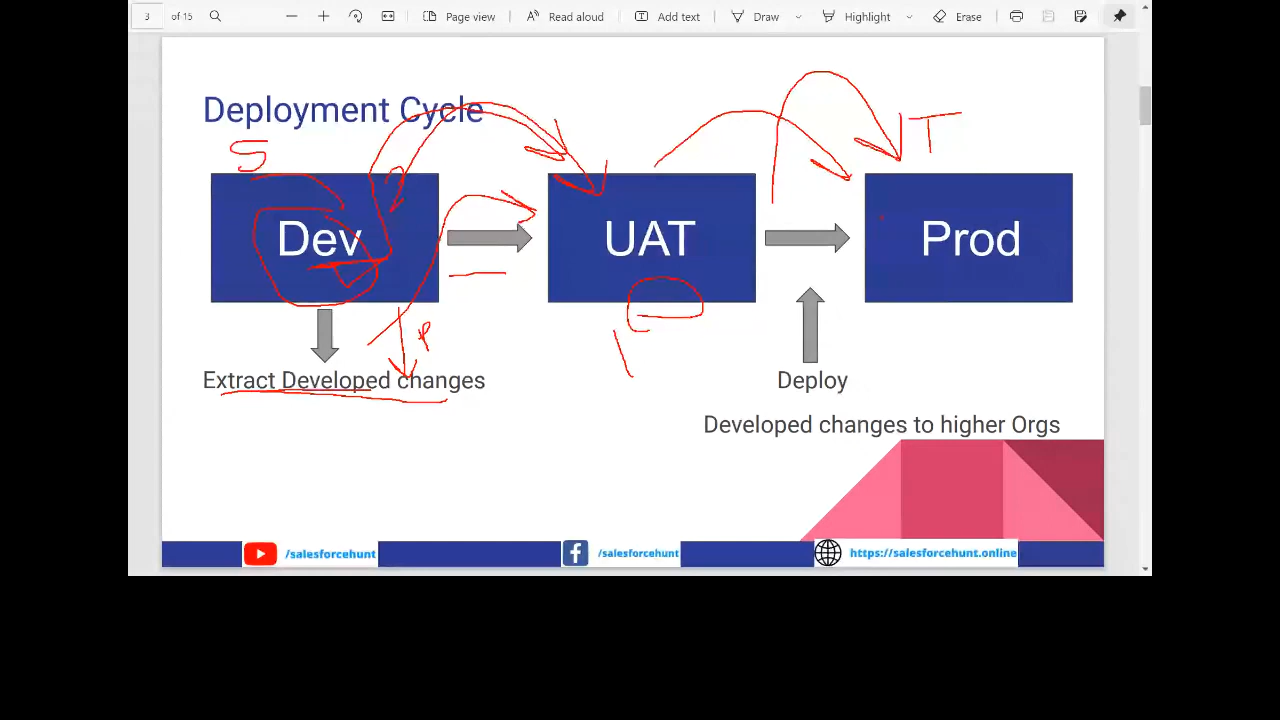 3 of 15 Page view Read aloud Add text Draw Highlight Erase
Deployment Cycle
S
T
Dev UAT Prod
Extract Developed changes
Deploy
Developed changes to higher Orgs
/salesforcehunt /salesforcehunt https://salesforcehunt.online